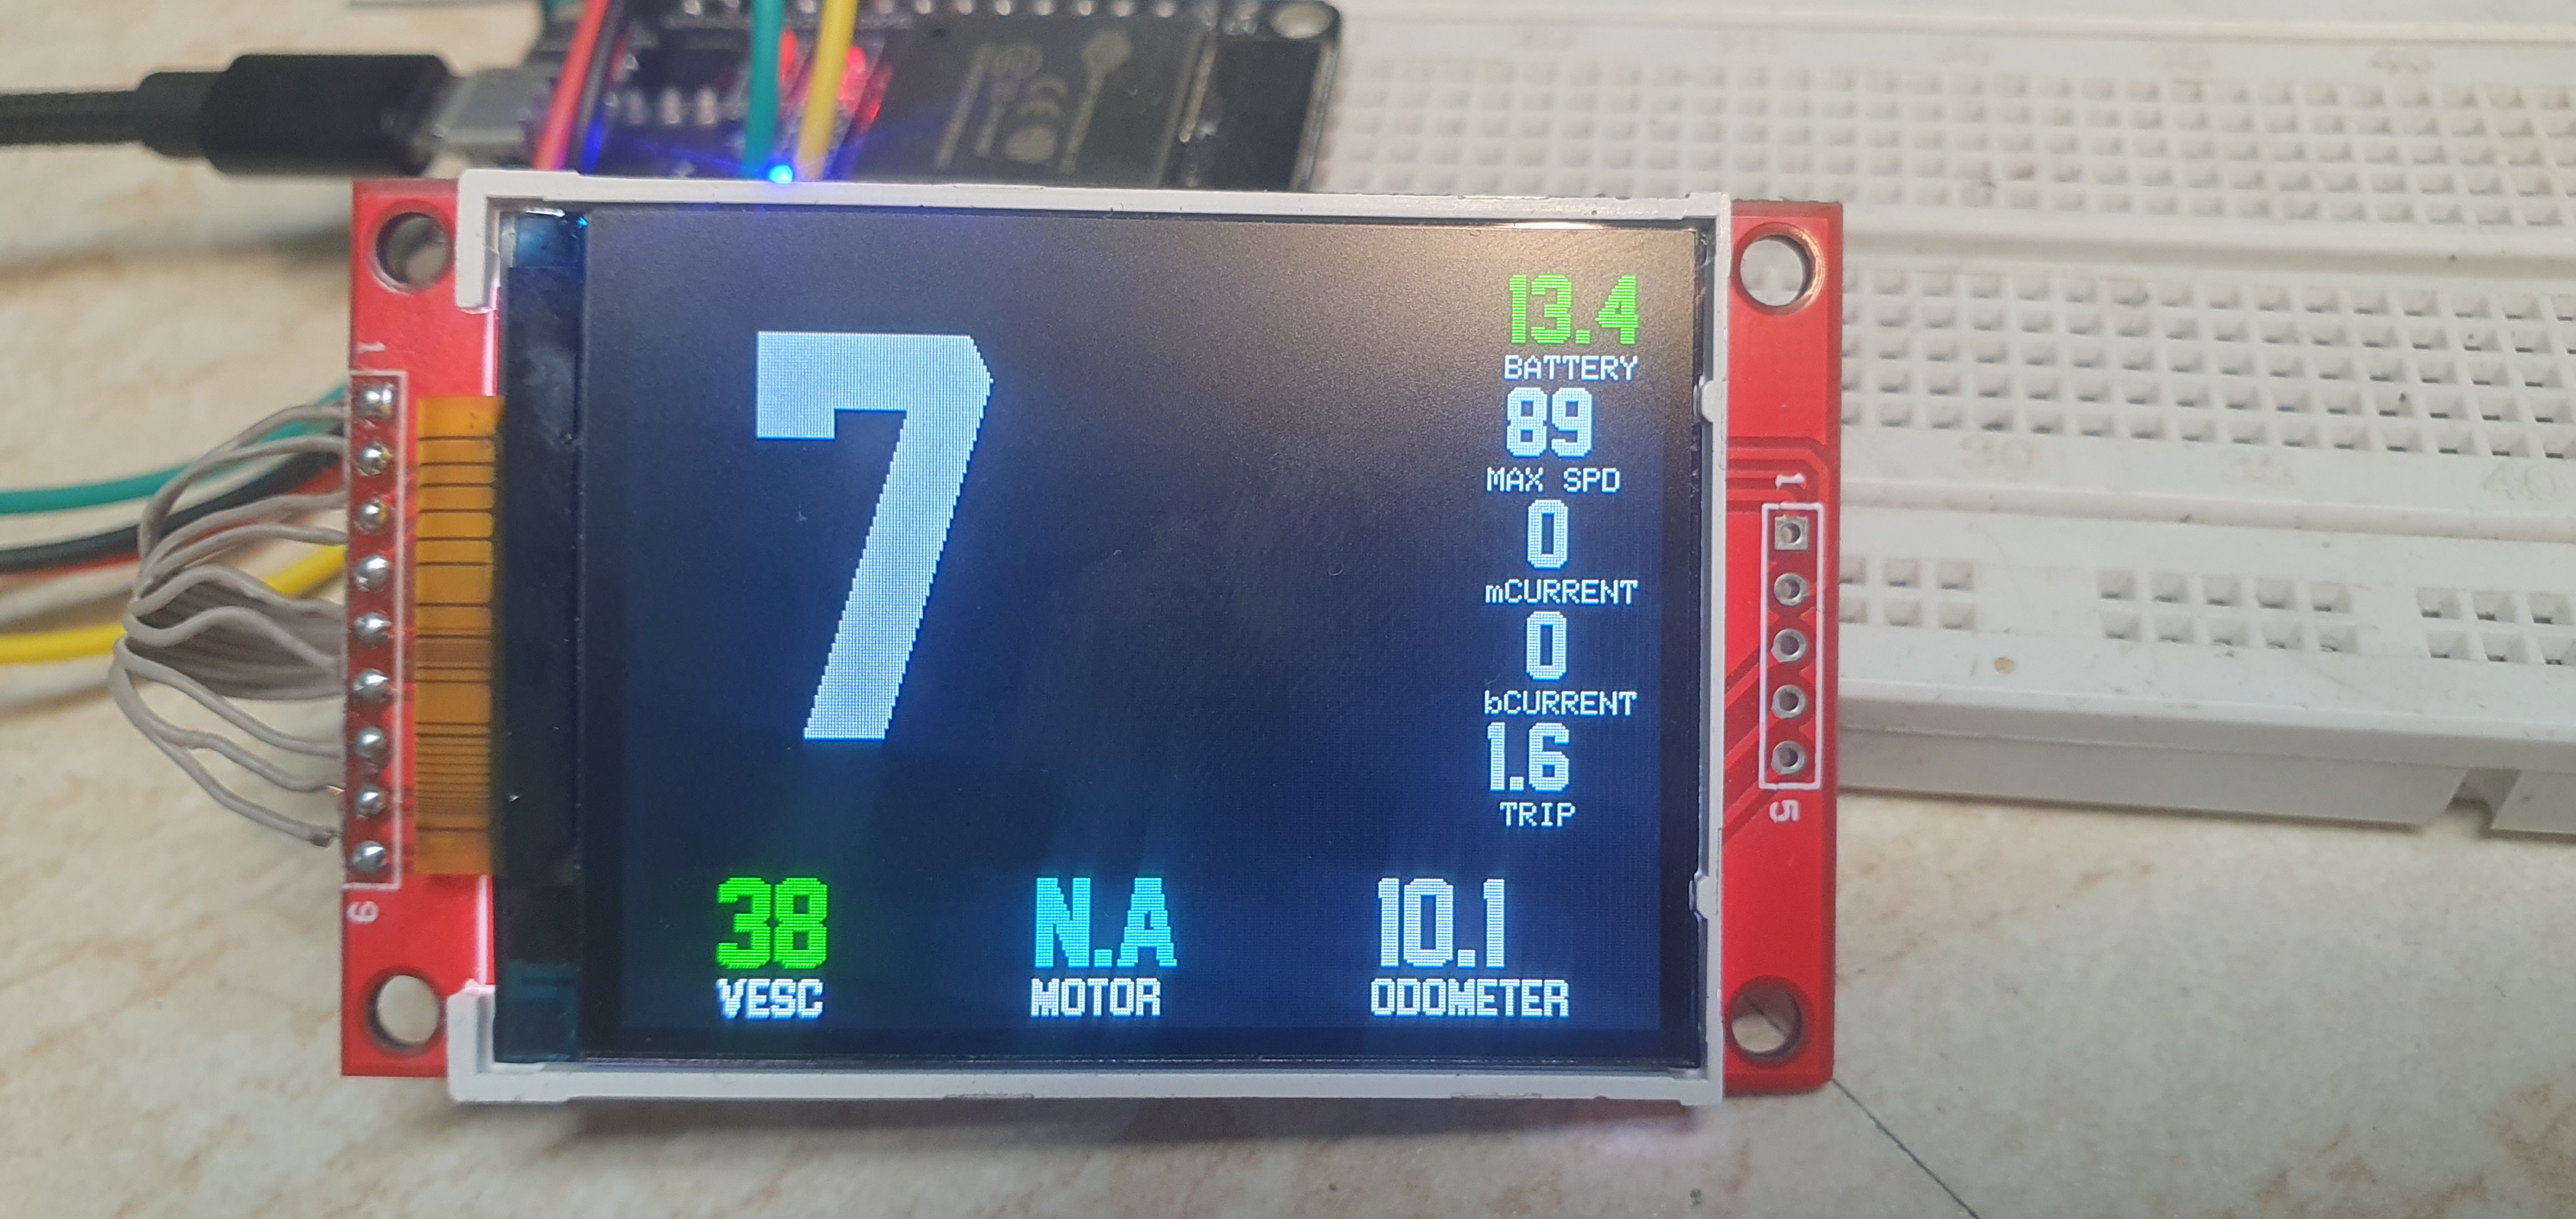 13.4
BATTERY
7
89
MAX SPD
0
mCURRENT
0
bCURRENT
1.6
TRIP
38 N.A 10.1
VESC MOTOR ODOMETER
1
9
1
5